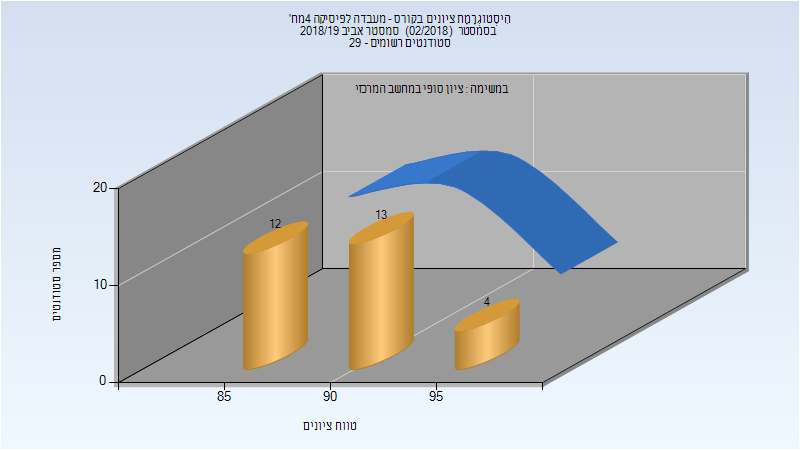 היסטוגרמת ציונים בקורס - מעבדה לפיסיקה 4מח'
בסמסטר (02/2018) סמסטר אביב 2018/19
סטודנטים רשומים - 29
במשימה : ציון סופי במחשב המרכזי
12
13
4
20
10
0
מספר סטודנטים
85
90
95
טווח ציונים